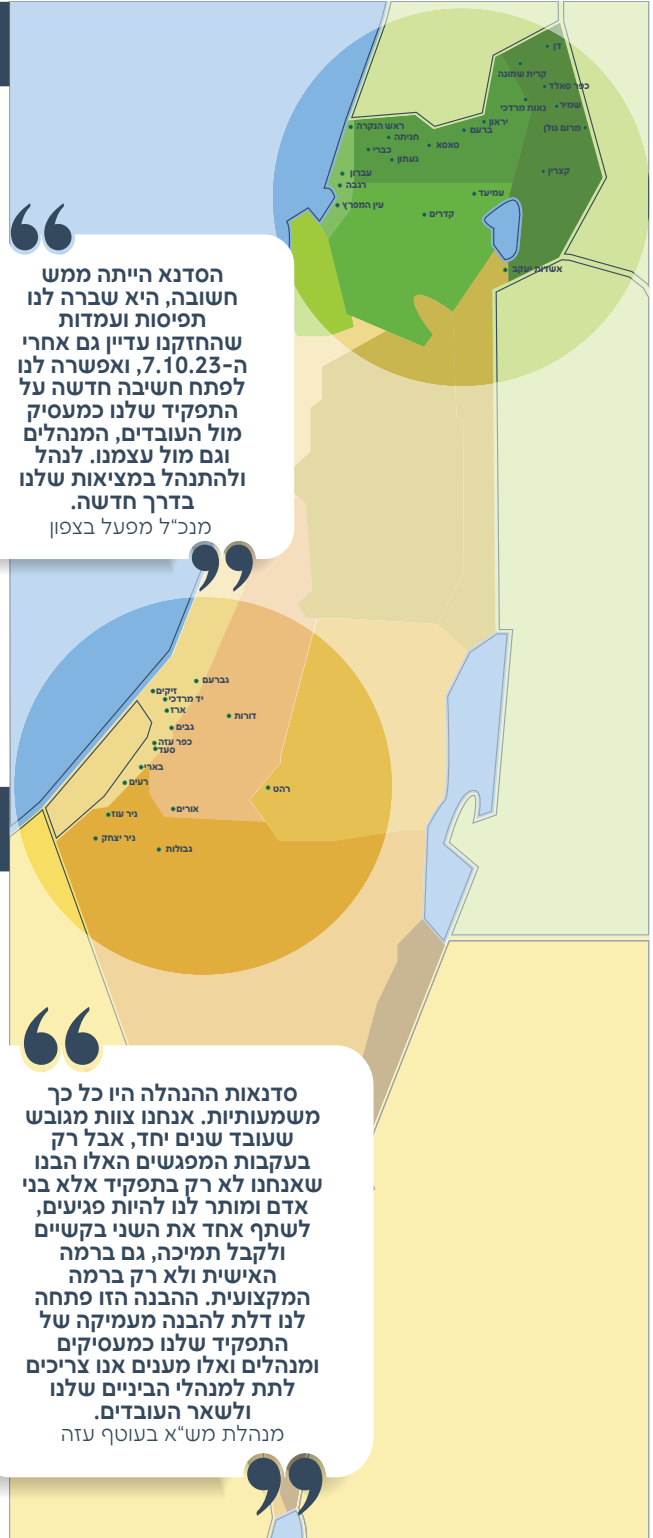 דן
קרית שמונה
כפר סאלד
שמיר
נאות מרדכי
יראון
ברעם
מרום גולן
ראש הנקרה
חניתה
סאסא
כברי
געתון
קצרין
עברון
רגבה
עמיעד
עין המפרץ
קדרים
אשדות יעקב
“
הסדנא הייתה ממש
חשובה, היא שברה לנו
תפיסות ועמדות
שהחזקנו עדיין גם אחרי
ה-7.10.23, ואפשרה לנו
לפתח חשיבה חדשה על
התפקיד שלנו כמעסיק
מול העובדים, המנהלים
וגם מול עצמנו. לנהל
ולהתנהל במציאות שלנו
בדרך חדשה.
מנכ“ל מפעל בצפון
”
גברעם
זיקים
יד מרדכי
ארז
דורות
גבים
כפר עזה
סעד
בארי
רעים
רהט
אורים
ניר עוז
ניר יצחק
גבולות
“
סדנאות ההנהלה היו כל כך
משמעותיות. אנחנו צוות מגובש
שעובד שנים יחד, אבל רק
בעקבות המפגשים האלו הבנו
שאנחנו לא רק בתפקיד אלא בני
אדם ומותר לנו להיות פגיעים,
לשתף אחד את השני בקשיים
ולקבל תמיכה, גם ברמה
האישית ולא רק ברמה
המקצועית. ההבנה הזו פתחה
לנו דלת להבנה מעמיקה של
התפקיד שלנו כמעסיקים
ומנהלים ואלו מענים אנו צריכים
לתת למנהלי הביניים שלנו
ולשאר העובדים.
מנהלת מש“א בעוטף עזה
”